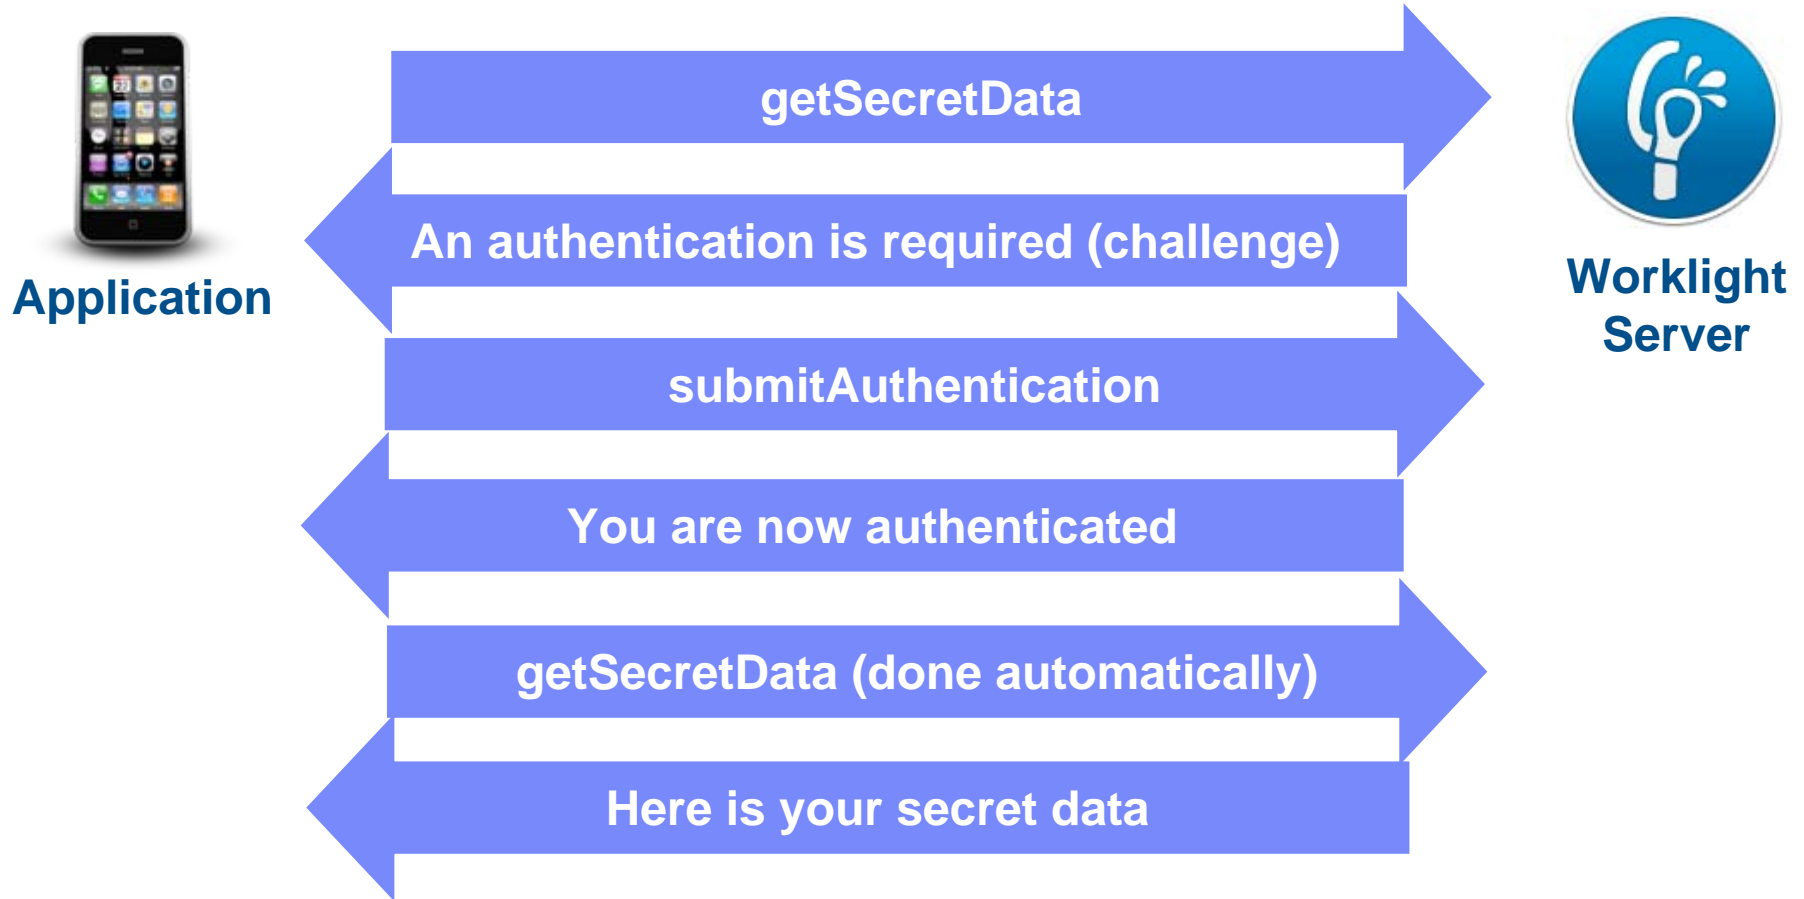 getSecretData
An authentication is required (challenge)
Application
Worklight
Server
submitAuthentication
You are now authenticated
getSecretData (done automatically)
Here is your secret data